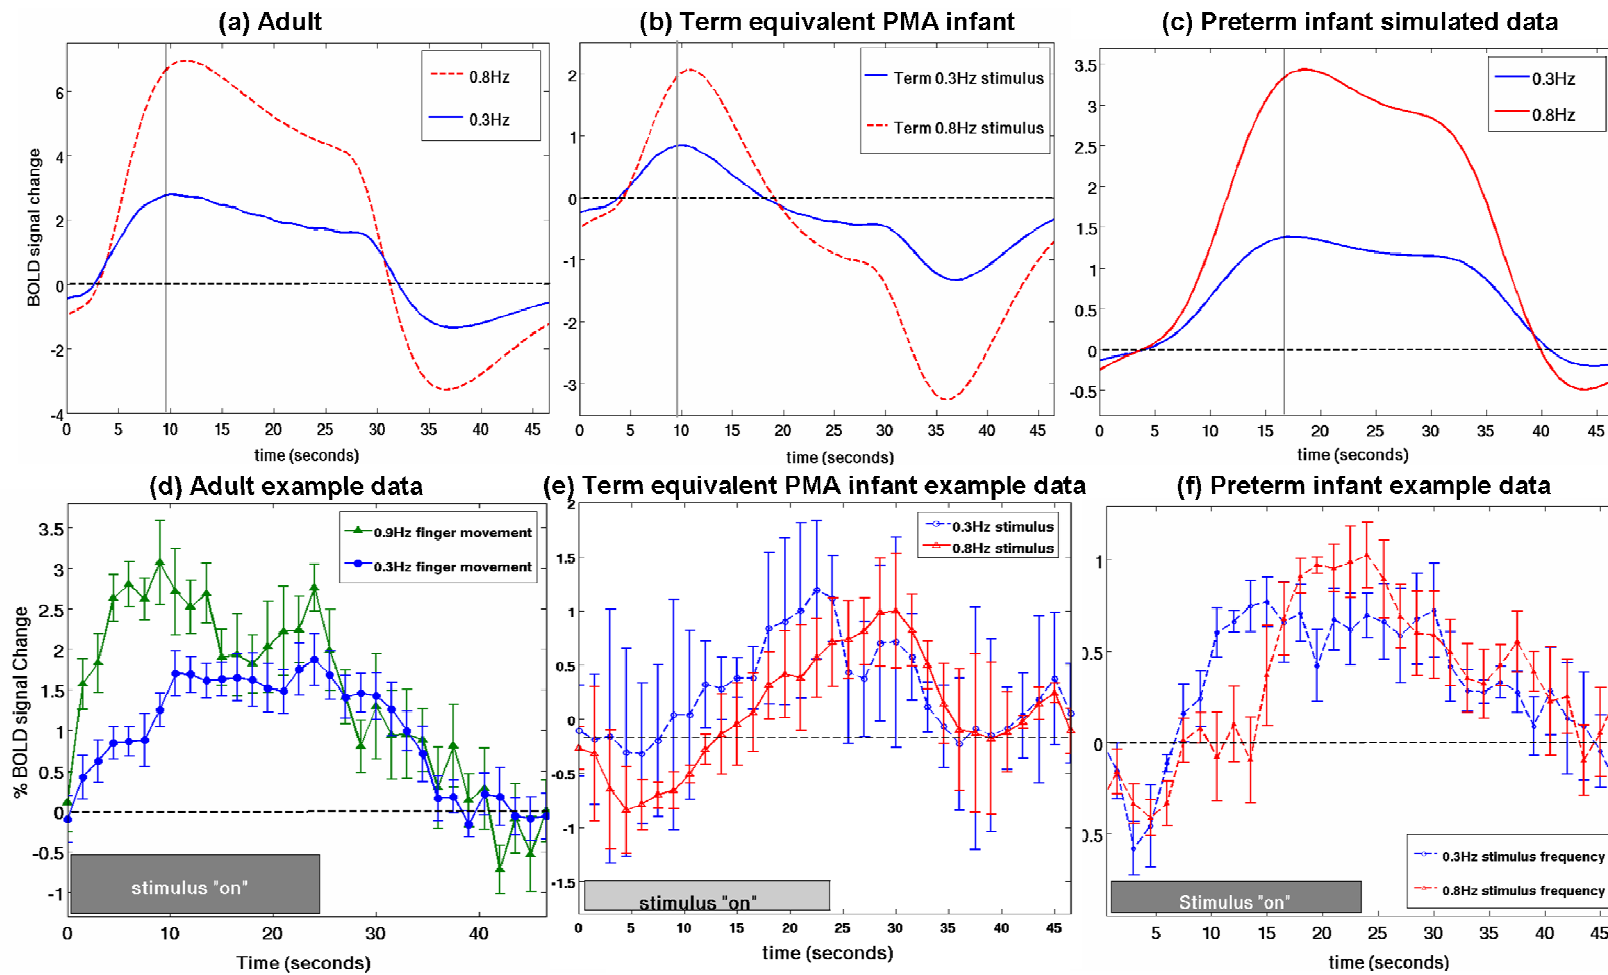 (a) Adult
(b) Term equivalent PMA infant
(c) Preterm infant simulated data
BOLD signal change
6
4
2
0
-2
-4
0.8Hz
0.3Hz
0 5 10 15 20 25 30 35 40 45
time (seconds)
2
1
0
-1
-2
-3
Term 0.3Hz stimulus
Term 0.8Hz stimulus
0 5 10 15 20 25 30 35 40 45
time (seconds)
3.5
3
2.5
2
1.5
1
0.5
0
-0.5
0.3Hz
0.8Hz
0 5 10 15 20 25 30 35 40 45
time (seconds)
(d) Adult example data
(e) Term equivalent PMA infant example data
(f) Preterm infant example data
% BOLD signal Change
3.5
3
2.5
2
1.5
1
0.5
0
-0.5
-1
0.9Hz finger movement
0.3Hz finger movement
stimulus "on"
0 10 20 30 40
Time (seconds)
2
1.5
1
0.5
0
-0.5
-1
-1.5
0.3Hz stimulus
0.8Hz stimulus
stimulus "on"
0 5 10 15 20 25 30 35 40 45
time (seconds)
1
0.5
0
0.5
0.3Hz stimulus frequency
0.8Hz stimulus frequency
Stimulus "on"
5 10 15 20 25 30 35 40 45
time (seconds)